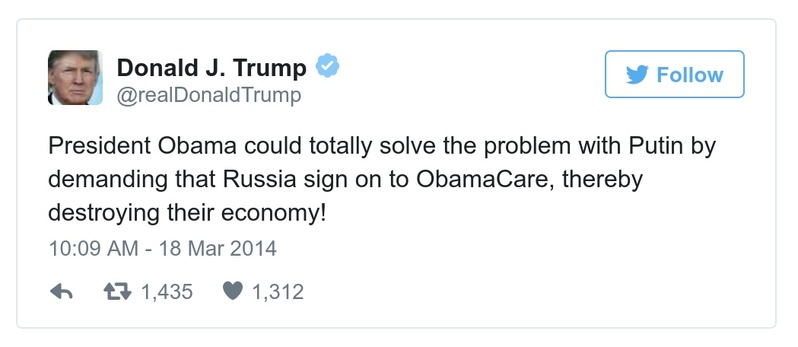 Donald J. Trump
@realDonaldTrump
Follow
President Obama could totally solve the problem with Putin by
demanding that Russia sign on to ObamaCare, thereby
destroying their economy!
10:09 AM - 18 Mar 2014
1,435 1,312